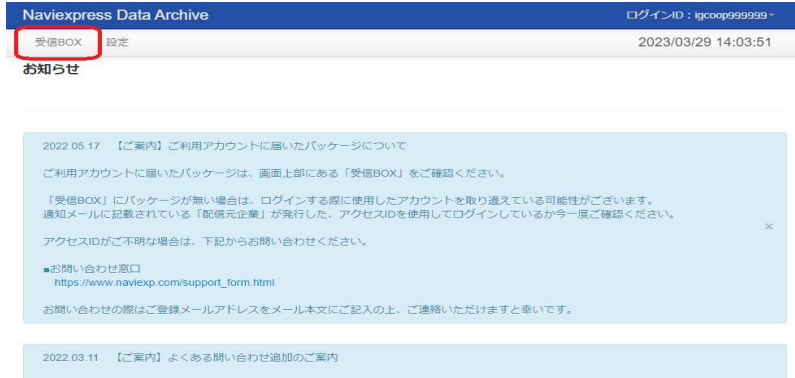 Naviexpress Data Archive
ログインID：igcoop999999
受信BOX 設定
2023/03/29 14:03:51
お知らせ
2022.05.17 【ご案内】ご利用アカウントに届いたパッケージについて
ご利用アカウントに届いたパッケージは、画面上部にある「受信BOX」をご確認ください。
「受信BOX」にパッケージが無い場合は、ログインする際に使用したアカウントを取り違えている可能性がございます。
通知メールに記載されている「配信元企業」が発行した、アクセスIDを使用してログインしているか今一度ご確認ください。
×
アクセスIDがご不明な場合は、下記からお問い合わせください。
■お問い合わせ窓口
https://www.naviexp.com/support_form.html
お問い合わせの際はご登録メールアドレスをメール本文にご記入の上、ご連絡いただけますと幸いです。
2022.03.11 【ご案内】よくある問い合わせ追加のご案内